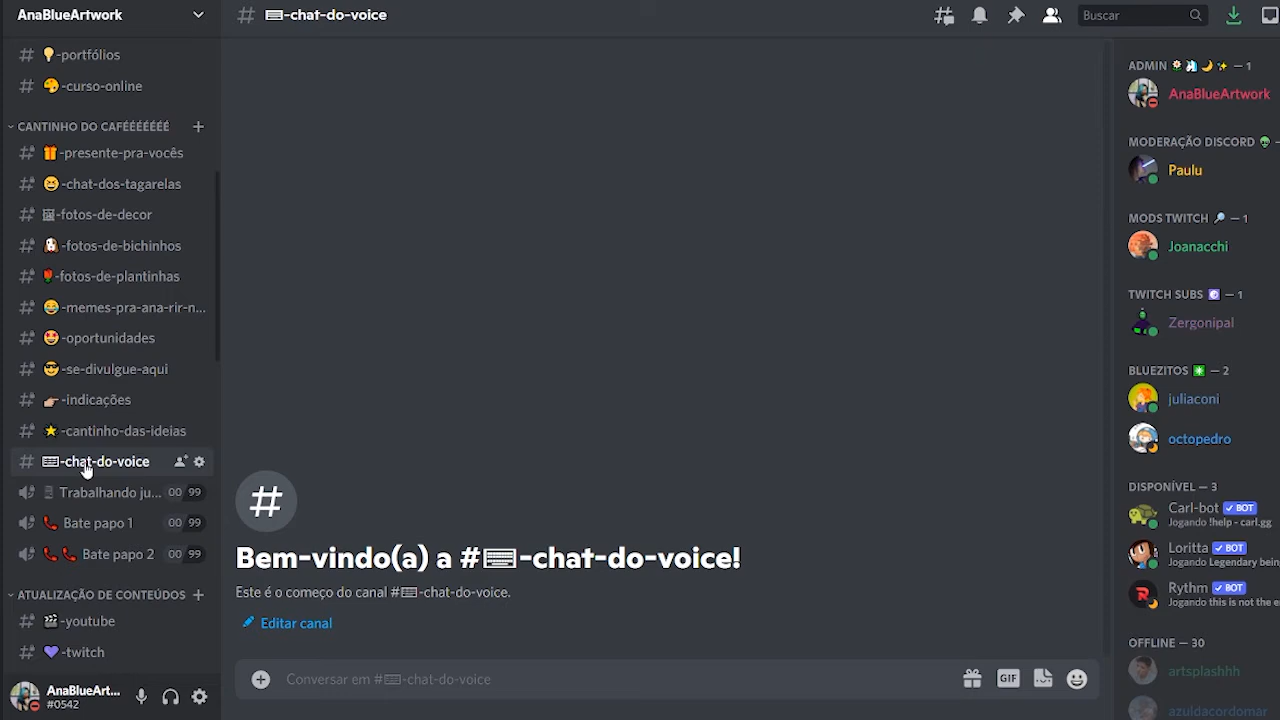 AnaBlueArtwork
-portfólios
-curso-online
CANTINHO DO CAFÉÉÉÉÉÉ
-presente-pra-vocês
-chat-dos-tagarelas
-fotos-de-decor
-fotos-de-bichinhos
-fotos-de-plantinhas
-memes-pra-ana-rir-n...
-oportunidades
-se-divulgue-aqui
-indicações
-cantinho-das-ideias
-chat-do-voice
Trabalhando ju... 00 99
Bate papo 1 00 99
Bate papo 2 00 99
ATUALIZAÇÃO DE CONTEÚDOS
-youtube
-twitch
AnaBlueArt...
#0542
# ⌨-chat-do-voice
Buscar
#
Bem-vindo(a) a #⌨-chat-do-voice!
Este é o começo do canal #⌨-chat-do-voice.
Editar canal
Conversar em #⌨-chat-do-voice
GIF
ADMIN — 1
AnaBlueArtwork
MODERAÇÃO DISCORD
Paulu
MODS TWITCH — 1
Joanacchi
TWITCH SUBS — 1
Zergonipal
BLUEZITOS — 2
juliaconi
octopedro
DISPONÍVEL — 3
Carl-bot ✓ BOT
Jogando !help - carl.gg
Loritta ✓ BOT
Jogando Legendary bein
Rythm ✓ BOT
Jogando this is not the e
OFFLINE — 30
artsplashhh
azuldacordomar